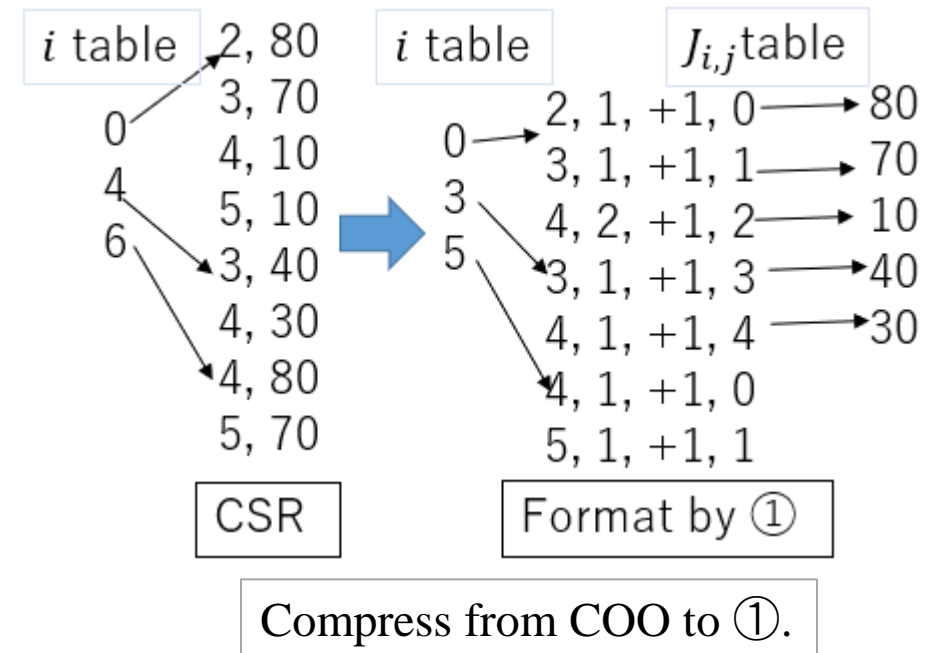 i table
0
4
6
2, 80
3, 70
4, 10
5, 10
3, 40
4, 30
4, 80
5, 70
CSR
i table
0
3
5
2, 1, +1, 0
3, 1, +1, 1
4, 2, +1, 2
3, 1, +1, 3
4, 1, +1, 4
4, 1, +1, 0
5, 1, +1, 1
J_{i,j} table
80
70
10
40
30
Format by ①
Compress from COO to ①.